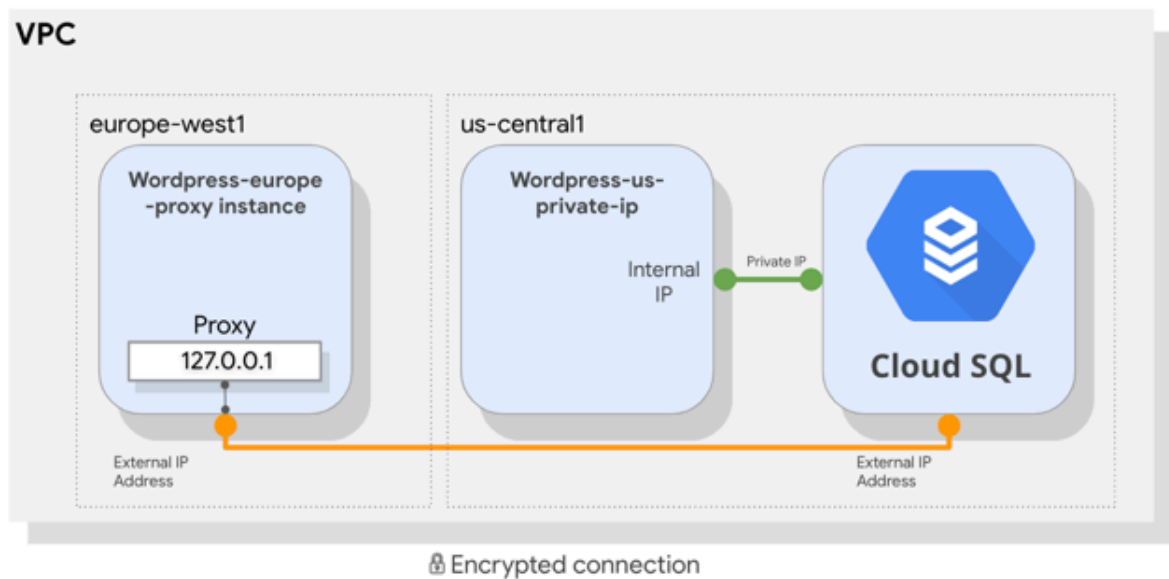 VPC
europe-west1
Wordpress-europe
-proxy instance
Proxy
127.0.0.1
External IP
Address
us-central1
Wordpress-us-
private-ip
Internal
IP
Private IP
Cloud SQL
External IP
Address
Encrypted connection